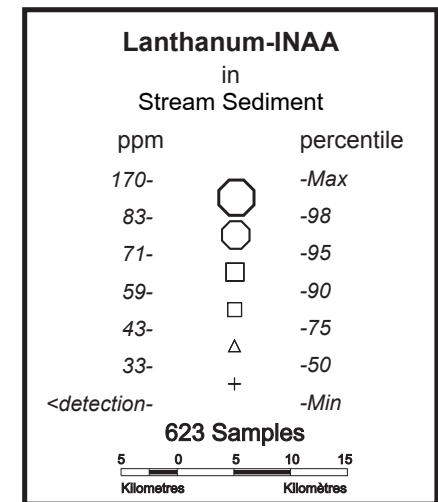 Lanthanum-INAA
in
Stream Sediment
ppm percentile
170- -Max
83- -98
71- -95
59- -90
43- -75
33- -50
<detection- -Min
623 Samples
5 0 5 10 15
Kilometres Kilomètres